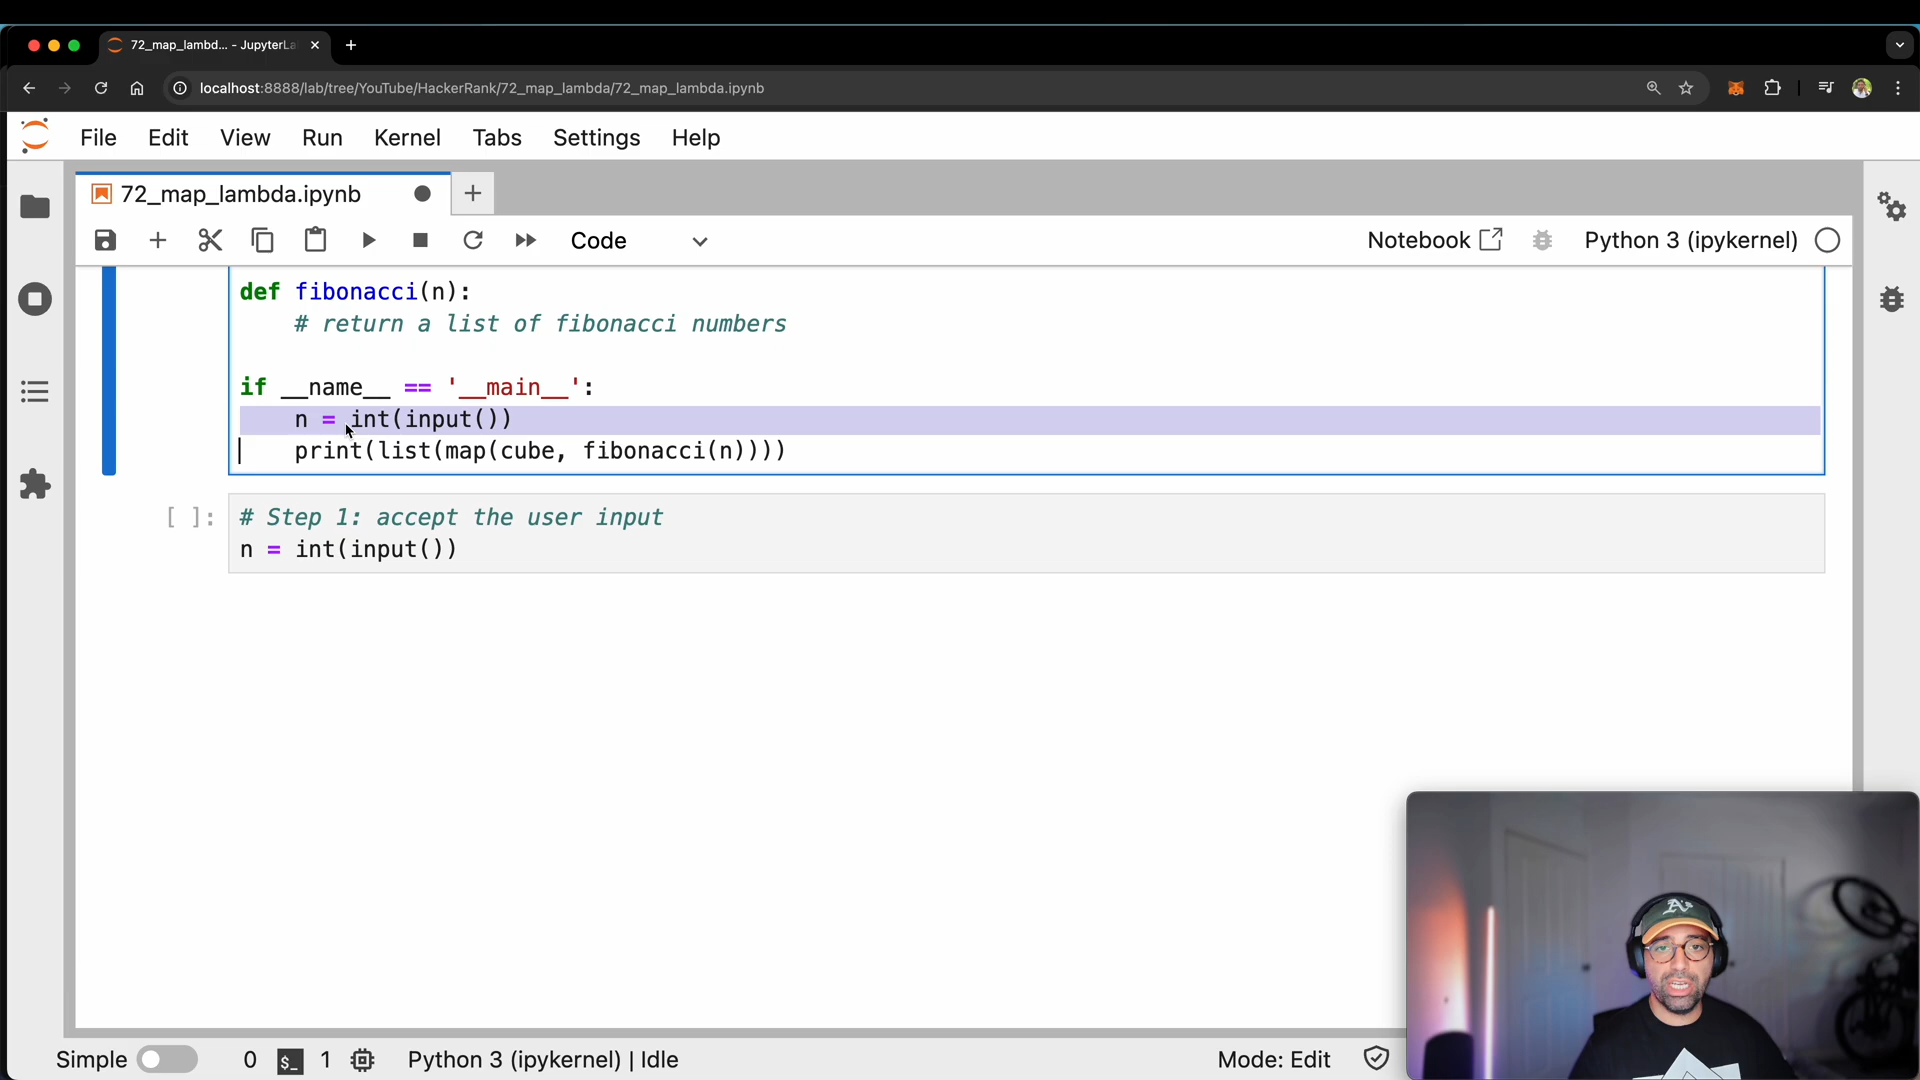 72_map_lambd... - JupyterLa
localhost:8888/lab/tree/YouTube/HackerRank/72_map_lambda/72_map_lambda.ipynb
File Edit View Run Kernel Tabs Settings Help
72_map_lambda.ipynb
Code
Notebook
Python 3 (ipykernel)
def fibonacci(n):
# return a list of fibonacci numbers
if __name__ == '__main__':
n = int(input())
print(list(map(cube, fibonacci(n))))
[ ]:
# Step 1: accept the user input
n = int(input())
A's
Simple 0 $_ 1 Python 3 (ipykernel) | Idle Mode: Edit